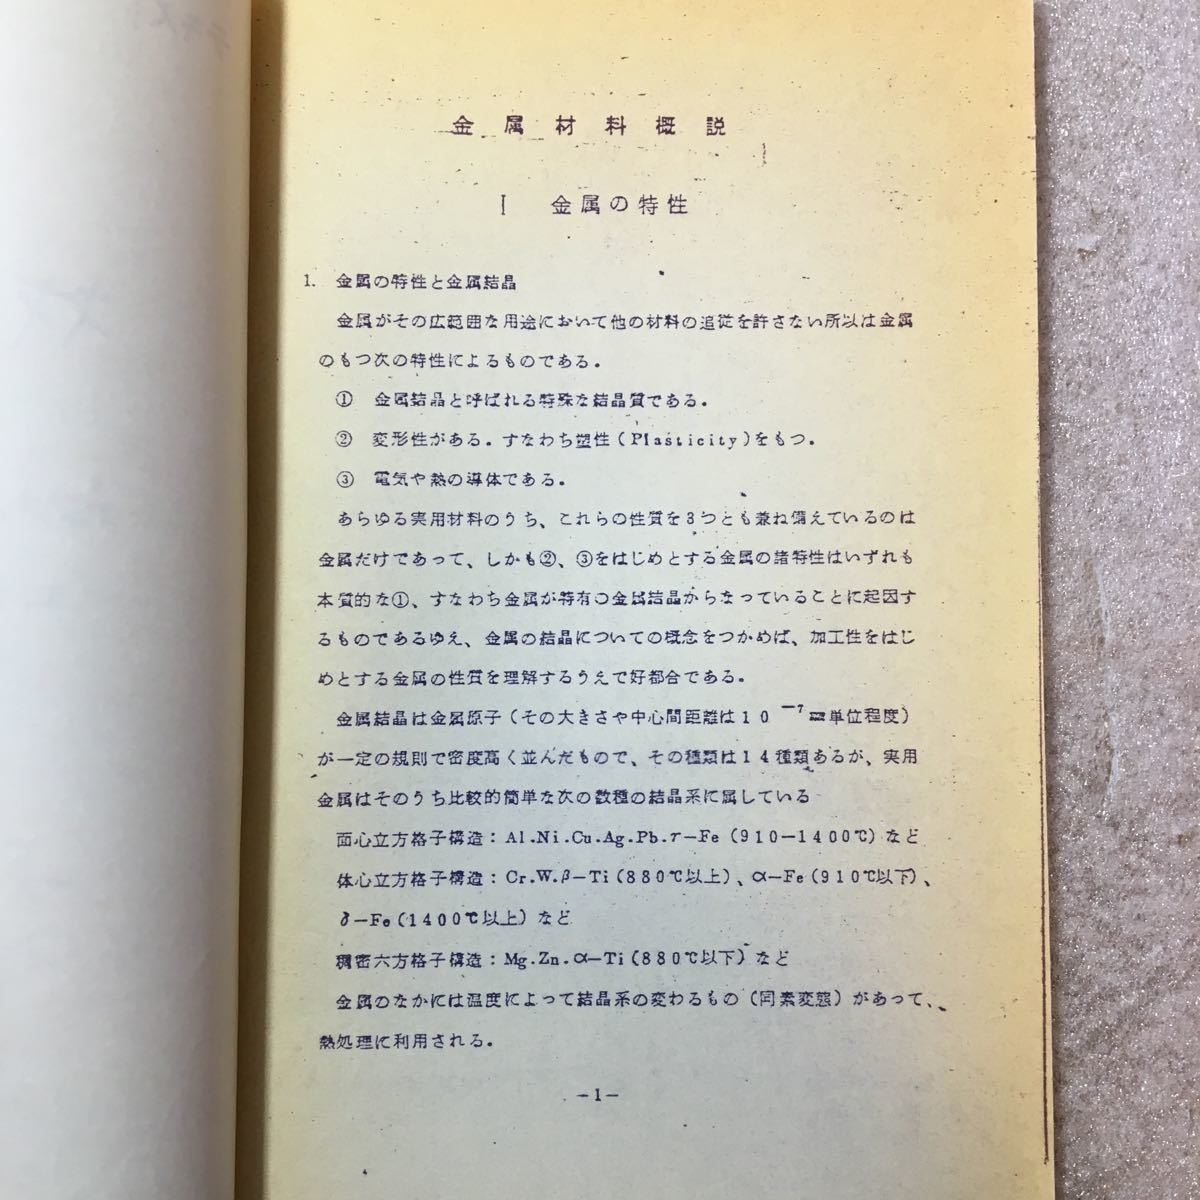 金属材料概説
I 金属の特性
1. 金属の特性と金属結晶
金属がその広範囲な用途において他の材料の追従を許さない所以は金属
のもつ次の特性によるものである。
① 金属結晶と呼ばれる特殊な結晶質である。
② 変形性がある。すなわち塑性(Plasticity)をもつ。
③ 電気や熱の導体である。
あらゆる実用材料のうち、これらの性質を3つとも兼ね備えているのは
金属だけであって、しかも②、③をはじめとする金属の諸特性はいずれも
本質的な①、すなわち金属が特有の金属結晶からなっていることに起因す
るものであるゆえ、金属の結晶についての概念をつかめば、加工性をはじ
めとする金属の性質を理解するうえで好都合である。
金属結晶は金属原子(その大きさや中心間距離は10⁻⁷㎜単位程度)
が一定の規則で密度高く並んだもので、その種類は14種類あるが、実用
金属はそのうち比較的簡単な次の数種の結晶系に属している
面心立方格子構造:Al.Ni.Cu.Ag.Pb.γ-Fe(910-1400℃)など
体心立方格子構造:Cr.W.β-Ti(880℃以上)、α-Fe(910℃以下)、
δ-Fe(1400℃以上)など
稠密六方格子構造:Mg.Zn.α-Ti(880℃以下)など
金属のなかには温度によって結晶系の変わるもの(同素変態)があって、
熱処理に利用される。
-1-